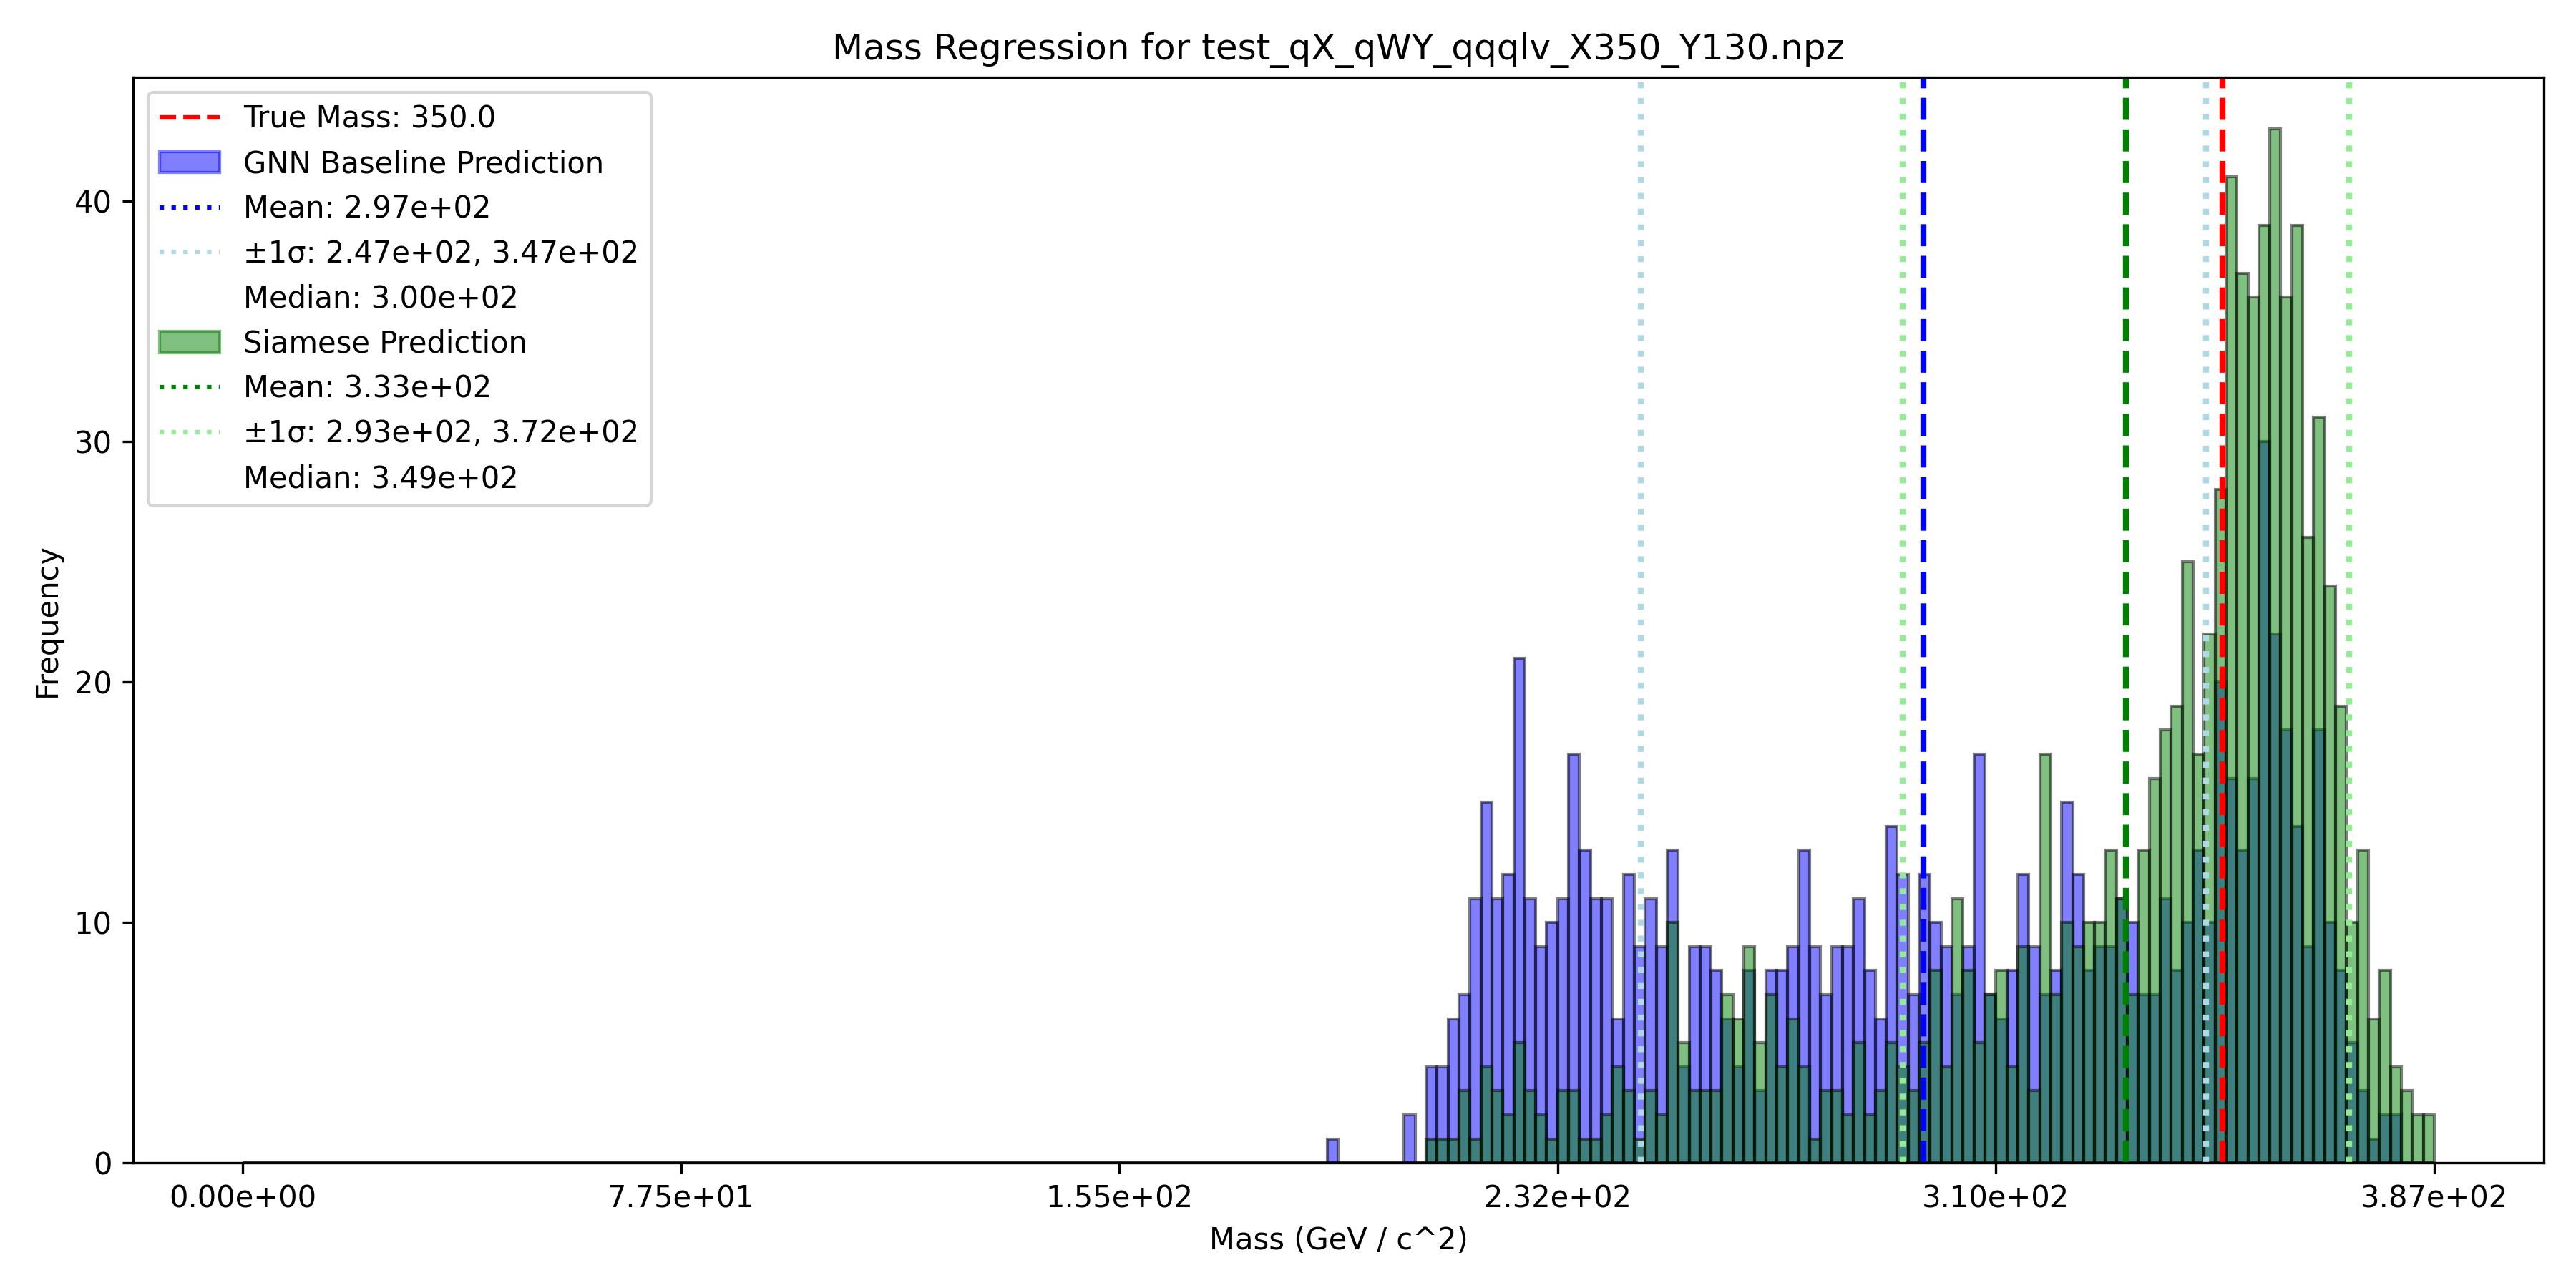 Mass Regression for test_qX_qWY_qqqlv_X350_Y130.npz
True Mass: 350.0
GNN Baseline Prediction
Mean: 2.97e+02
±1σ: 2.47e+02, 3.47e+02
Median: 3.00e+02
Siamese Prediction
Mean: 3.33e+02
±1σ: 2.93e+02, 3.72e+02
Median: 3.49e+02
Frequency
40
30
20
10
0
0.00e+00 7.75e+01 1.55e+02 2.32e+02 3.10e+02 3.87e+02
Mass (GeV / c^2)